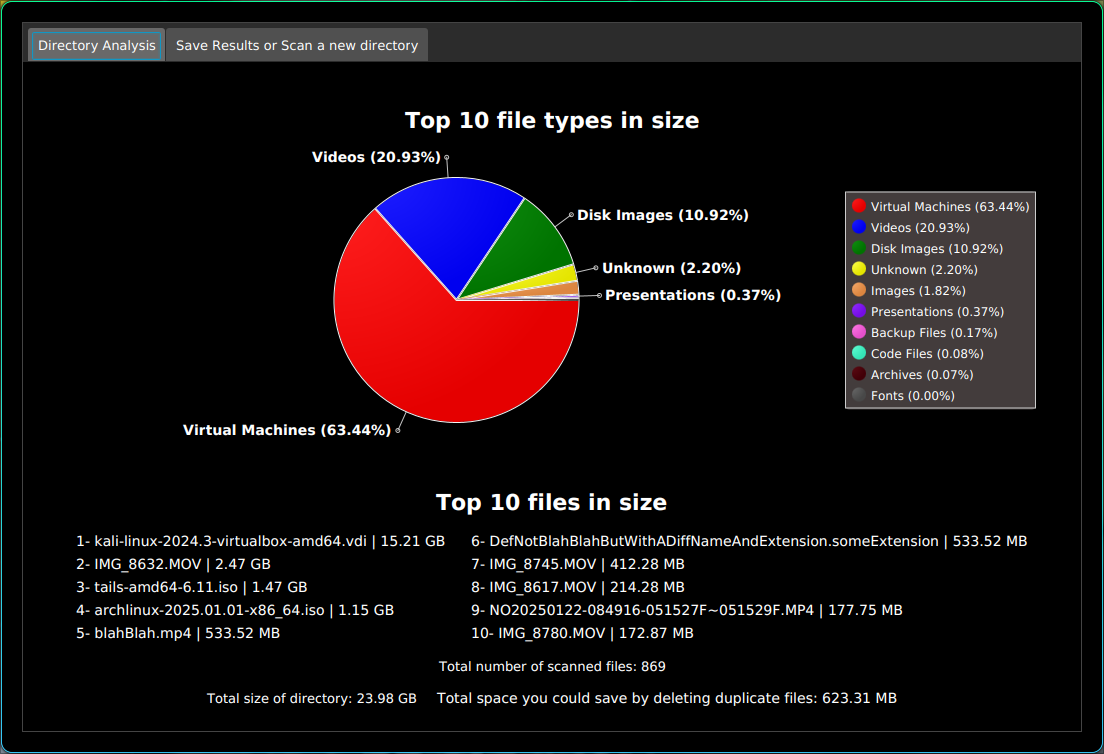 Directory Analysis
Save Results or Scan a new directory
Top 10 file types in size
Videos (20.93%)
Disk Images (10.92%)
Unknown (2.20%)
Presentations (0.37%)
Virtual Machines (63.44%)
Virtual Machines (63.44%)
Videos (20.93%)
Disk Images (10.92%)
Unknown (2.20%)
Images (1.82%)
Presentations (0.37%)
Backup Files (0.17%)
Code Files (0.08%)
Archives (0.07%)
Fonts (0.00%)
Top 10 files in size
1- kali-linux-2024.3-virtualbox-amd64.vdi | 15.21 GB
2- IMG_8632.MOV | 2.47 GB
3- tails-amd64-6.11.iso | 1.47 GB
4- archlinux-2025.01.01-x86_64.iso | 1.15 GB
5- blahBlah.mp4 | 533.52 MB
6- DefNotBlahBlahButWithADiffNameAndExtension.someExtension | 533.52 MB
7- IMG_8745.MOV | 412.28 MB
8- IMG_8617.MOV | 214.28 MB
9- NO20250122-084916-051527F~051529F.MP4 | 177.75 MB
10- IMG_8780.MOV | 172.87 MB
Total number of scanned files: 869
Total size of directory: 23.98 GB
Total space you could save by deleting duplicate files: 623.31 MB